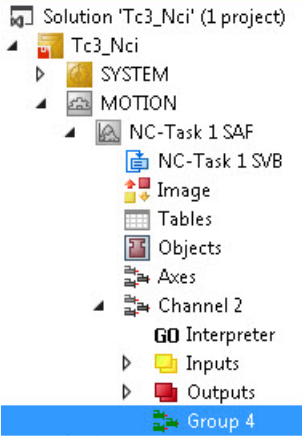 Solution 'Tc3_Nci' (1 project)
Tc3_Nci
SYSTEM
MOTION
NC-Task 1 SAF
NC-Task 1 SVB
Image
Tables
Objects
Axes
Channel 2
GO Interpreter
Inputs
Outputs
Group 4